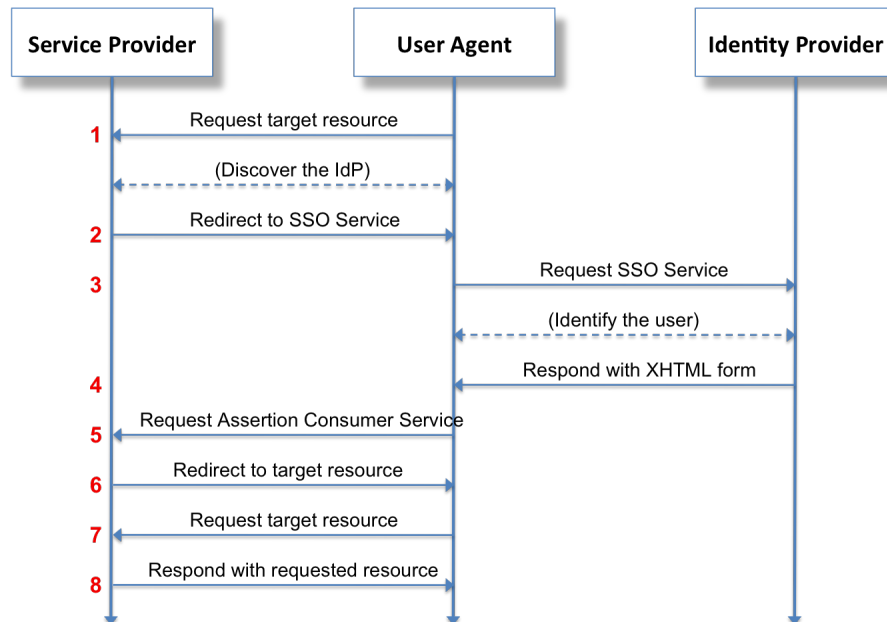 Service Provider
User Agent
Identity Provider
Request target resource
1
(Discover the IdP)
Redirect to SSO Service
2
Request SSO Service
3
(Identify the user)
Respond with XHTML form
4
Request Assertion Consumer Service
5
Redirect to target resource
6
Request target resource
7
Respond with requested resource
8